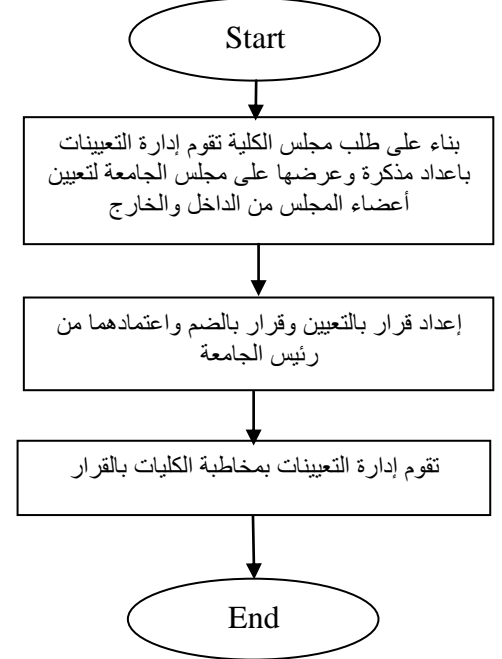 Start
بناء على طلب مجلس الكلية تقوم إدارة التعيينات
باعداد مذكرة وعرضها على مجلس الجامعة لتعيين
أعضاء المجلس من الداخل والخارج
إعداد قرار بالتعيين وقرار بالضم واعتمادهما من
رئيس الجامعة
تقوم إدارة التعيينات بمخاطبة الكليات بالقرار
End